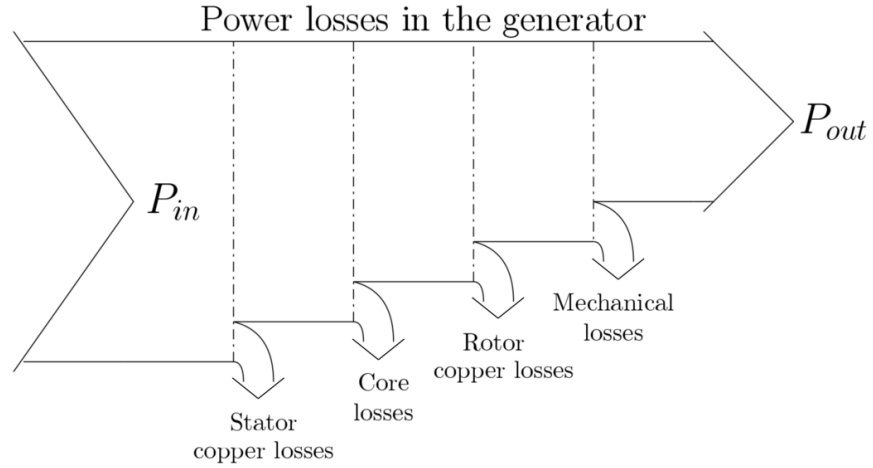 Power losses in the generator
P_out
P_in
Mechanical
losses
Rotor
copper losses
Core
losses
Stator
copper losses